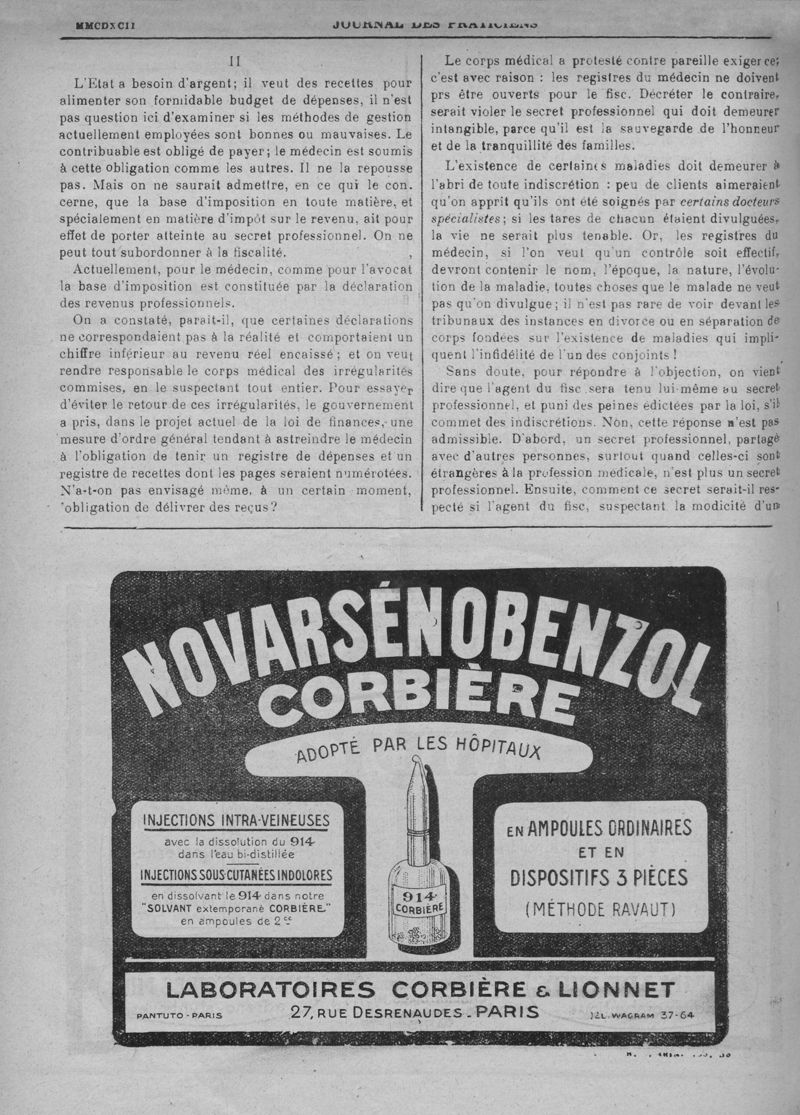 MMCDXCII
JOURNAL DES PRATICIENS
II
L'Etat a besoin d'argent; il veut des recettes pour
alimenter son formidable budget de dépenses, il n'est
pas question ici d'examiner si les méthodes de gestion
actuellement employées sont bonnes ou mauvaises. Le
contribuable est obligé de payer; le médecin est soumis
à cette obligation comme les autres. Il ne la repousse
pas. Mais on ne saurait admettre, en ce qui le con.
cerne, que la base d'imposition en toute matière, et
spécialement en matière d'impôt sur le revenu, ait pour
effet de porter atteinte au secret professionnel. On ne
peut tout subordonner à la fiscalité.
Actuellement, pour le médecin, comme pour l'avocat
la base d'imposition est constituée par la déclaration
des revenus professionnels.
On a constaté, parait-il, que certaines déclarations
ne correspondaient pas à la réalité et comportaient un
chiffre inférieur au revenu réel encaissé; et on veut
rendre responsable le corps médical des irrégularités
commises, en le suspectant tout entier. Pour essayer
d'éviter le retour de ces irrégularités, le gouvernement
a pris, dans le projet actuel de la loi de finances, une
mesure d'ordre général tendant à astreindre le médecin
à l'obligation de tenir un registre de dépenses et un
registre de recettes dont les pages seraient numérotées.
N'a-t-on pas envisagé même, à un certain moment,
'obligation de délivrer des reçus?
Le corps médical a protesté contre pareille exigence;
c'est avec raison : les registres du médecin ne doivent
prs être ouverts pour le fisc. Décréter le contraire,
serait violer le secret professionnel qui doit demeurer
intangible, parce qu'il est la sauvegarde de l'honneur
et de la tranquillité des familles.
L'existence de certaines maladies doit demeurer à
l'abri de toute indiscrétion : peu de clients aimeraient
qu'on apprit qu'ils ont été soignés par certains docteurs
spécialistes; si les tares de chacun étaient divulguées,
la vie ne serait plus tenable. Or, les registres du
médecin, si l'on veut qu'un contrôle soit effectif,
devront contenir le nom, l'époque, la nature, l'évolu-
tion de la maladie, toutes choses que le malade ne veut
pas qu'on divulgue; il n'est pas rare de voir devant les
tribunaux des instances en divorce ou en séparation de
corps fondées sur l'existence de maladies qui impli-
quent l'infidélité de l'un des conjoints!
Sans doute, pour répondre à l'objection, on vient
dire que l'agent du fisc sera tenu lui-même au secret
professionnel, et puni des peines édictées par la loi, s'il
commet des indiscrétions. Non, cette réponse n'est pas
admissible. D'abord, un secret professionnel, partagé
avec d'autres personnes, surtout quand celles-ci sont
étrangères à la profession médicale, n'est plus un secret
professionnel. Ensuite, comment ce secret serait-il res-
pecté si l'agent du fisc, suspectant la modicité d'un
NOVARSÉNOBENZOL
CORBIÈRE
ADOPTÉ PAR LES HÔPITAUX
INJECTIONS INTRA-VEINEUSES
avec la dissolution du 914
dans l'eau bi-distillée
INJECTIONS SOUS-CUTANÉES INDOLORES
en dissolvant le 914 dans notre
"SOLVANT extemporané CORBIÈRE"
en ampoules de 2cc
914
CORBIÈRE
EN AMPOULES ORDINAIRES
ET EN
DISPOSITIFS 3 PIÈCES
(MÉTHODE RAVAUT)
LABORATOIRES CORBIÈRE & LIONNET
PANTUTO - PARIS
27, RUE DESRENAUDES - PARIS
TÉL. WAGRAM 37-64